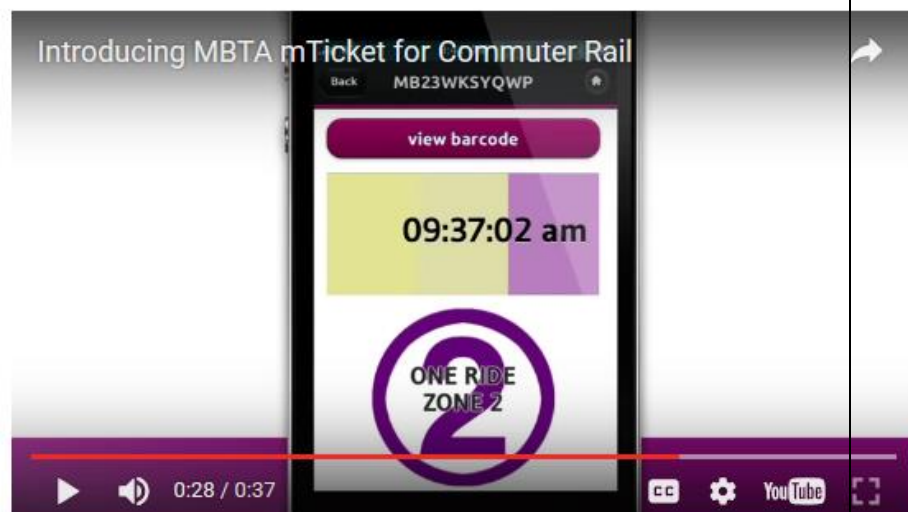 Introducing MBTA mTicket for Commuter Rail
Back MB23WKSYQWP
view barcode
09:37:02 am
2
ONE RIDE
ZONE 2
0:28 / 0:37 CC YouTube